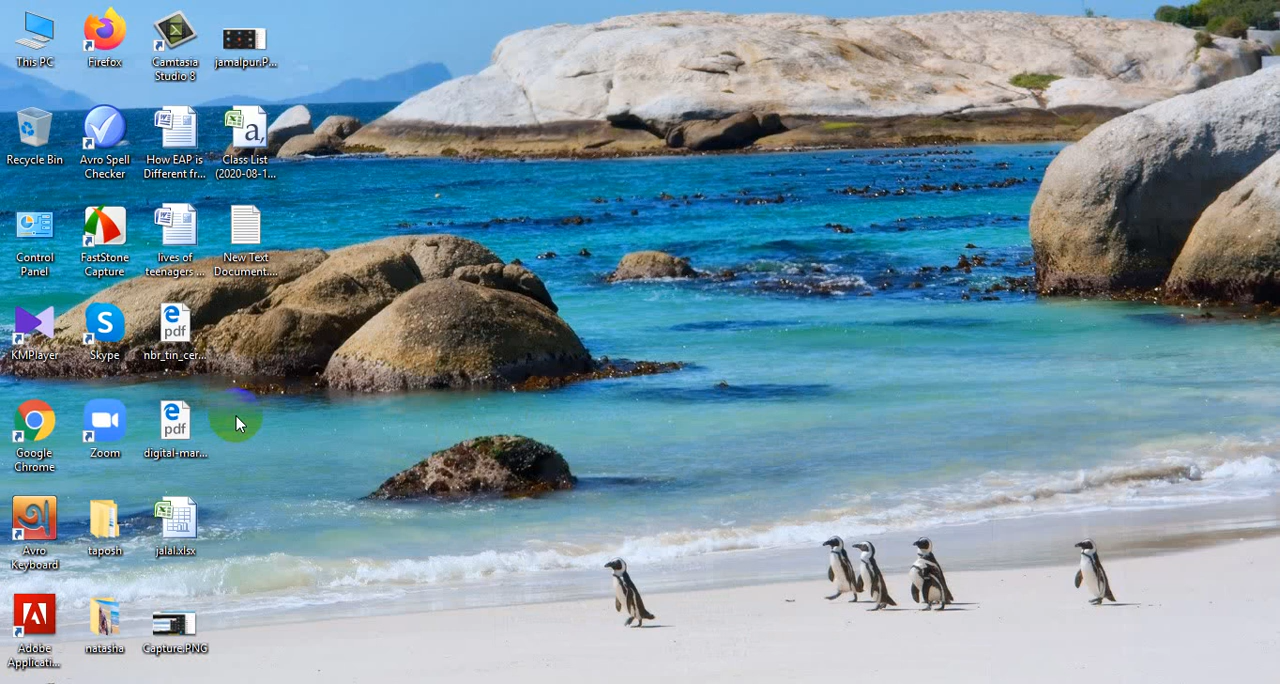 This PC
Firefox
Camtasia
Studio 8
jamalpur.P...
Recycle Bin
Avro Spell
Checker
How EAP is
Different fr...
Class List
(2020-08-1...
Control
Panel
FastStone
Capture
lives of
teenagers ...
New Text
Document....
KMPlayer
Skype
nbr_tin_cer...
Google
Chrome
Zoom
digital-mar...
Avro
Keyboard
taposh
jalal.xlsx
Adobe
Applicati...
natasha
Capture.PNG
pdf
pdf
a,